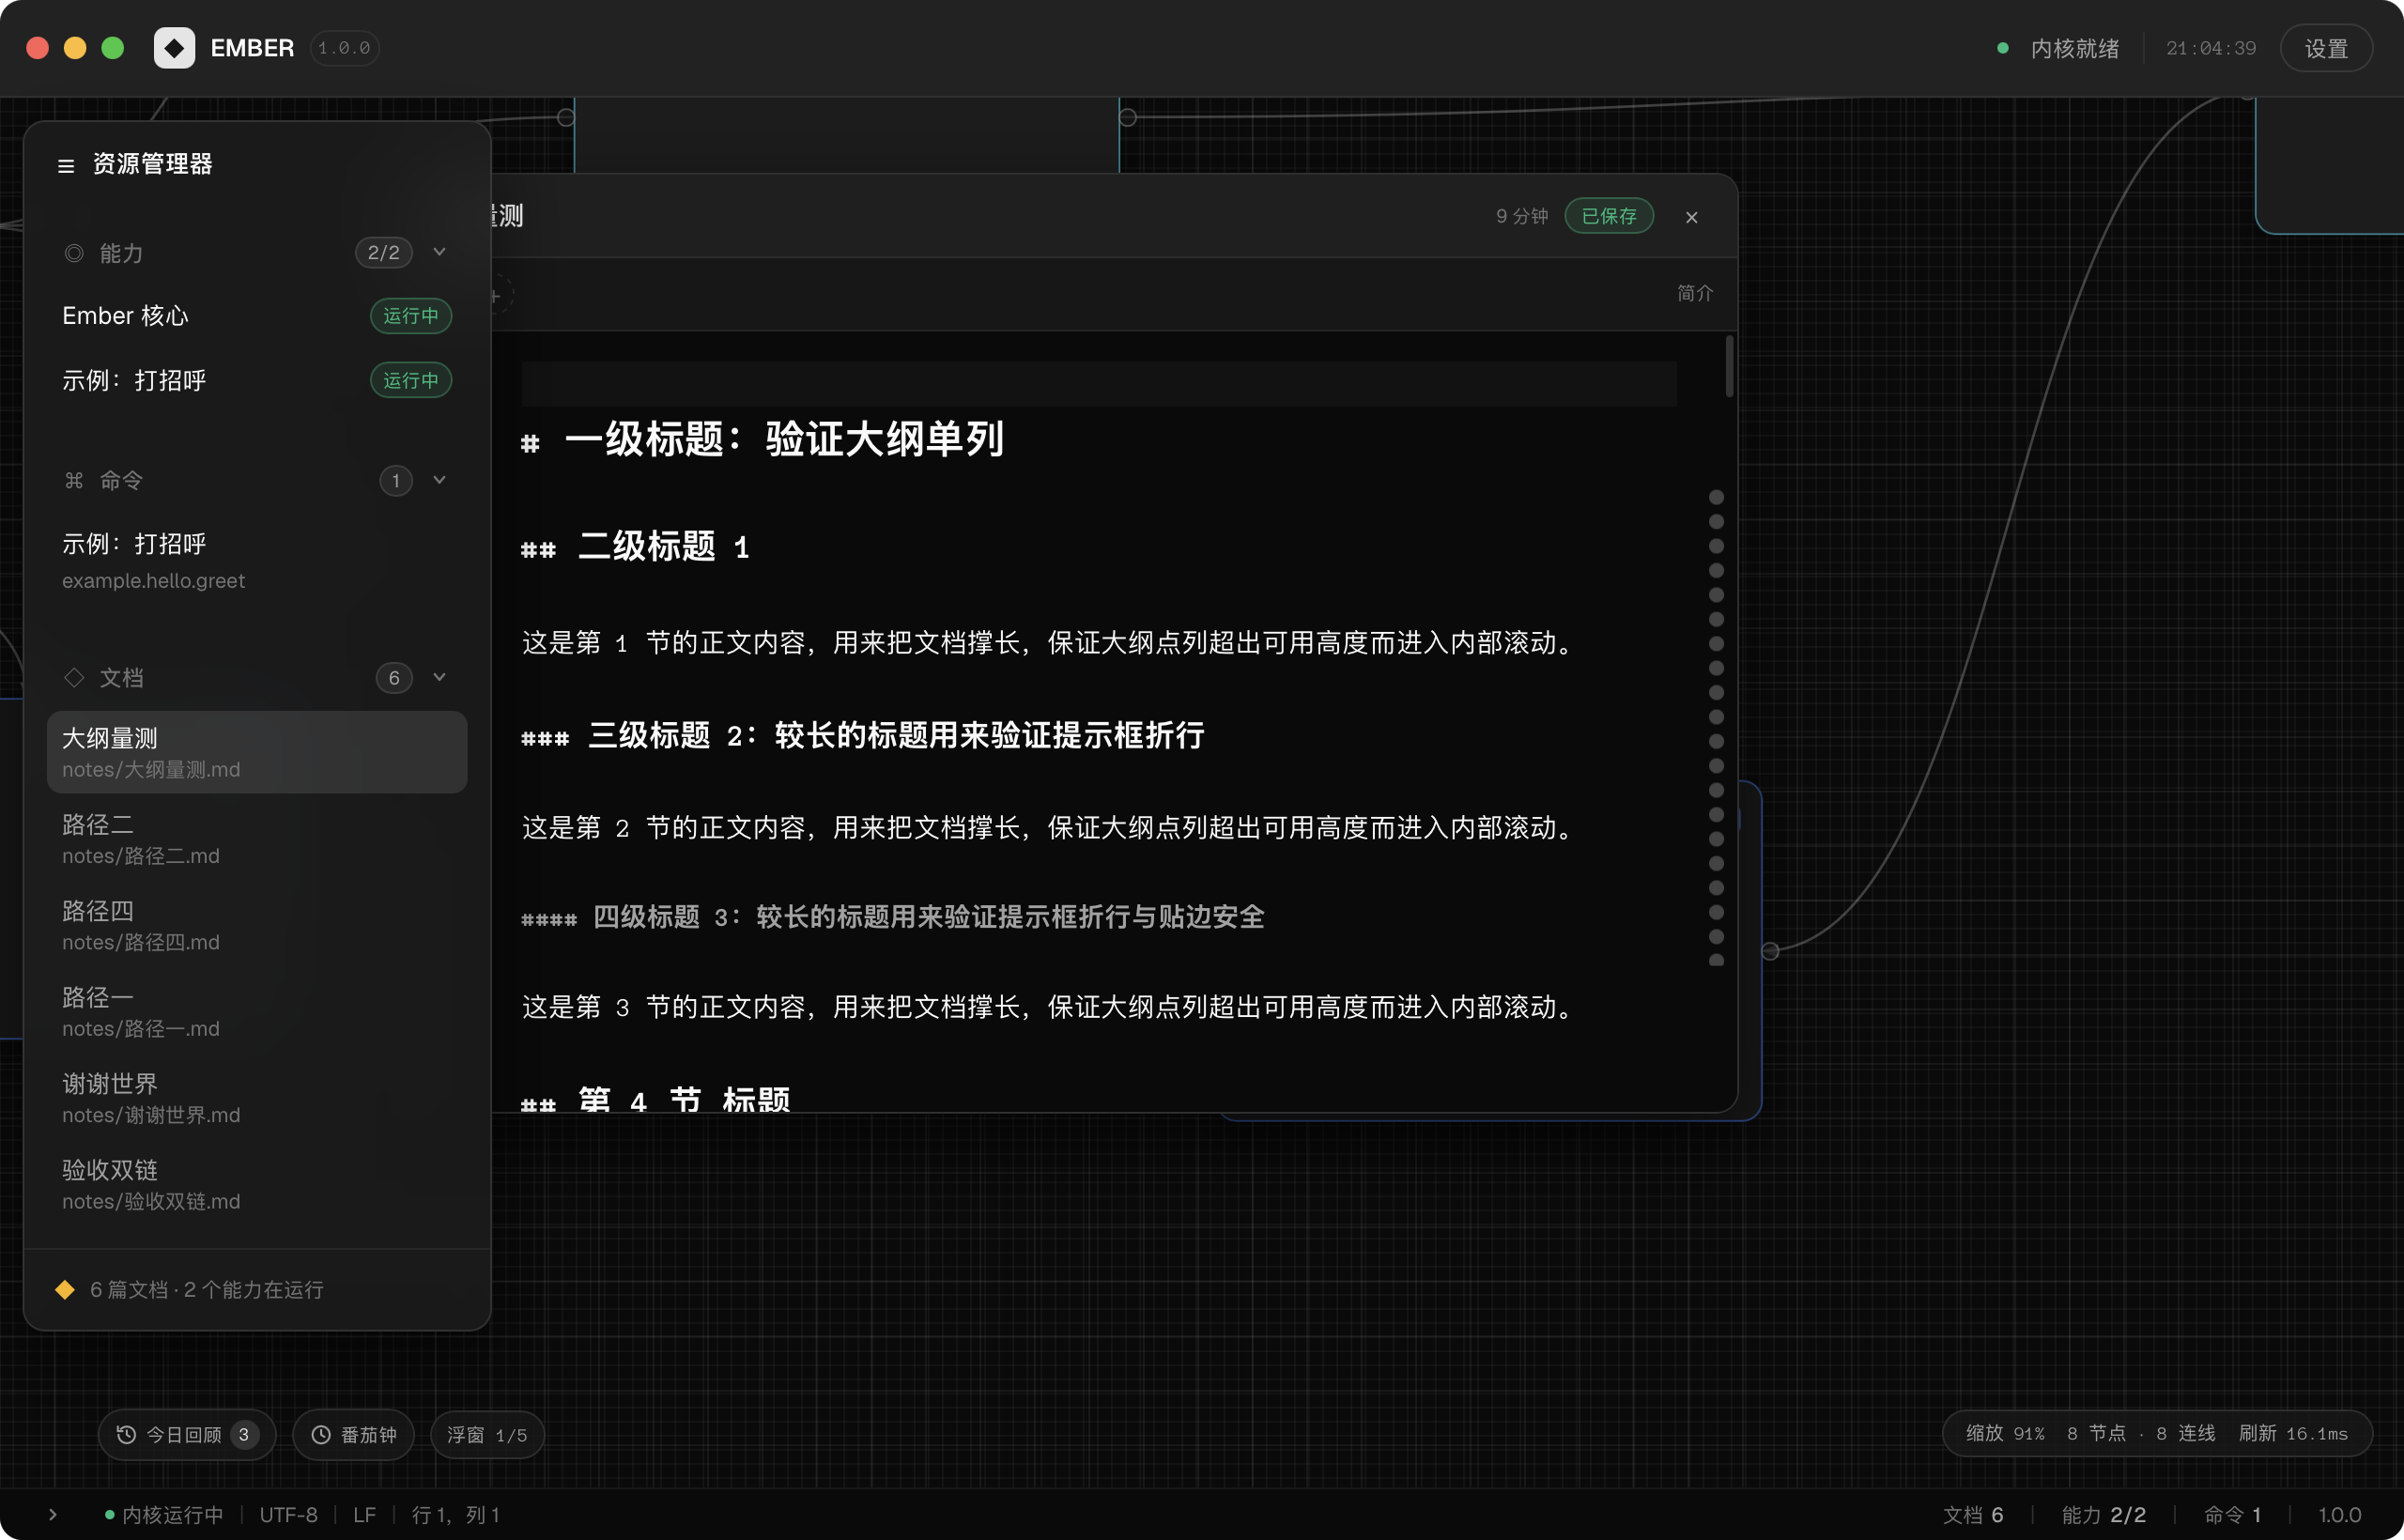 EMBER 1.0.0
内核就绪 21:04:39 设置
资源管理器
能力 2/2
Ember 核心 运行中
示例：打招呼 运行中
命令 1
示例：打招呼
example.hello.greet
文档 6
大纲量测
notes/大纲量测.md
路径二
notes/路径二.md
路径四
notes/路径四.md
路径一
notes/路径一.md
谢谢世界
notes/谢谢世界.md
验收双链
notes/验收双链.md
6 篇文档 · 2 个能力在运行
量测 9 分钟 已保存 ×
+ 简介
# 一级标题：验证大纲单列
## 二级标题 1
这是第 1 节的正文内容，用来把文档撑长，保证大纲点列超出可用高度而进入内部滚动。
### 三级标题 2：较长的标题用来验证提示框折行
这是第 2 节的正文内容，用来把文档撑长，保证大纲点列超出可用高度而进入内部滚动。
#### 四级标题 3：较长的标题用来验证提示框折行与贴边安全
这是第 3 节的正文内容，用来把文档撑长，保证大纲点列超出可用高度而进入内部滚动。
## 第 4 节 标题
今日回顾 3 番茄钟 浮窗 1/5
缩放 91% 8 节点 · 8 连线 刷新 16.1ms
内核运行中 UTF-8 LF 行 1，列 1
文档 6 能力 2/2 命令 1 1.0.0